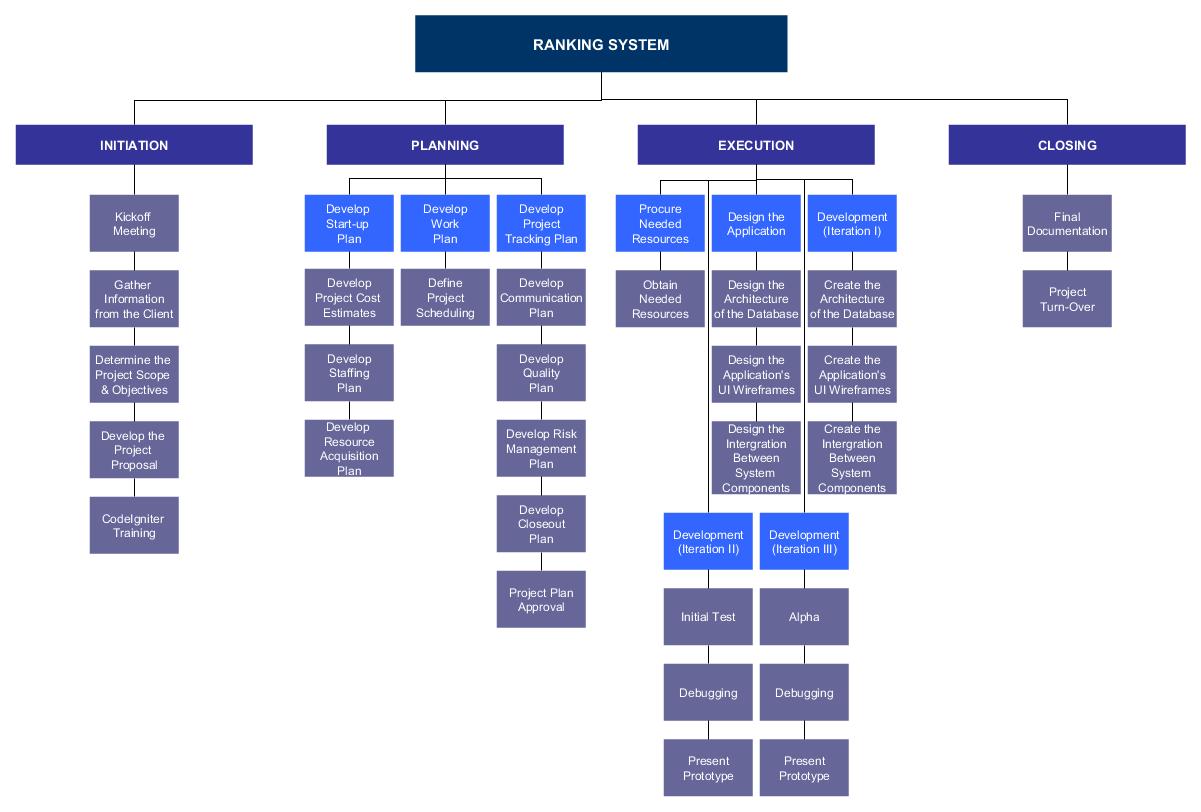 RANKING SYSTEM
INITIATION
PLANNING
EXECUTION
CLOSING
Kickoff
Meeting
Gather
Information
from the Client
Determine the
Project Scope
& Objectives
Develop the
Project
Proposal
CodeIgniter
Training
Develop
Start-up
Plan
Develop
Project Cost
Estimates
Develop
Staffing
Plan
Develop
Resource
Acquisition
Plan
Develop
Work
Plan
Define
Project
Scheduling
Develop
Project
Tracking Plan
Develop
Communication
Plan
Develop
Quality
Plan
Develop Risk
Management
Plan
Develop
Closeout
Plan
Project Plan
Approval
Procure
Needed
Resources
Obtain
Needed
Resources
Design the
Application
Design the
Architecture
of the Database
Design the
Application's
UI Wireframes
Design the
Intergration
Between
System
Components
Development
(Iteration I)
Create the
Architecture
of the Database
Create the
Application's
UI Wireframes
Create the
Intergration
Between
System
Components
Development
(Iteration II)
Initial Test
Debugging
Present
Prototype
Development
(Iteration III)
Alpha
Debugging
Present
Prototype
Final
Documentation
Project
Turn-Over